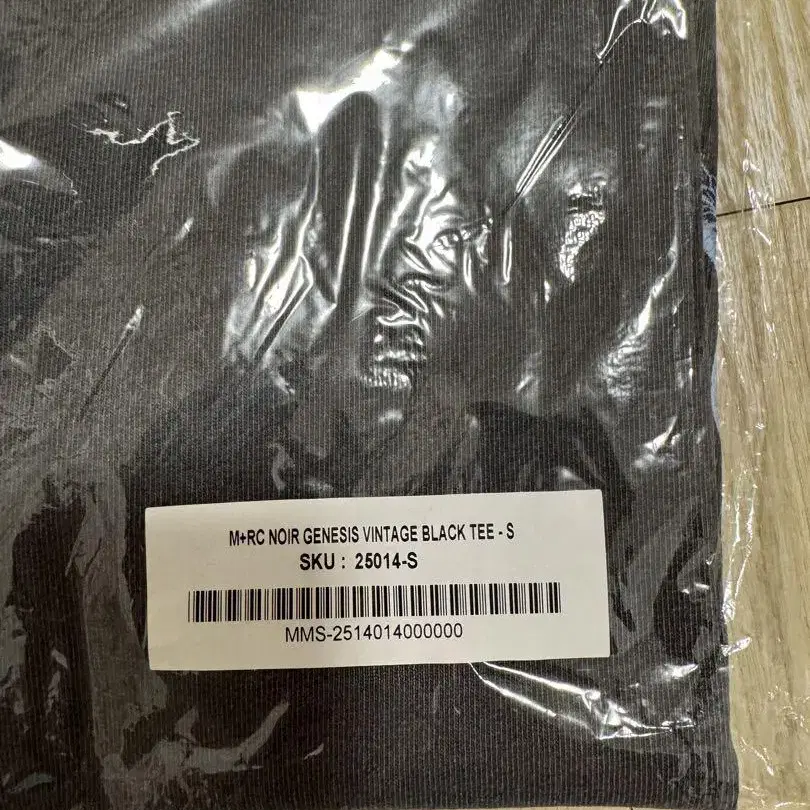 M+RC NOIR GENESIS VINTAGE BLACK TEE - S
SKU : 25014-S
MMS-2514014000000